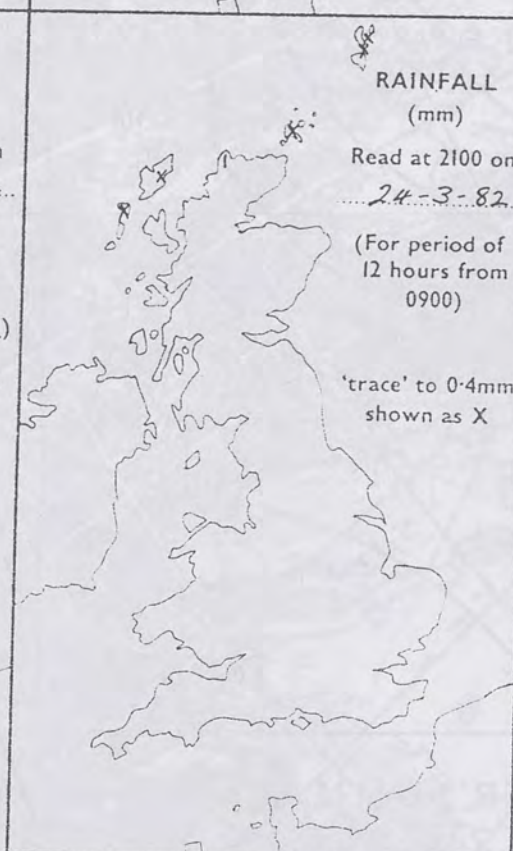 RAINFALL
(mm)
Read at 2100 on
24-3-82
(For period of
12 hours from
0900)
'trace' to 0·4mm
shown as X
X
X
X
X
X
)